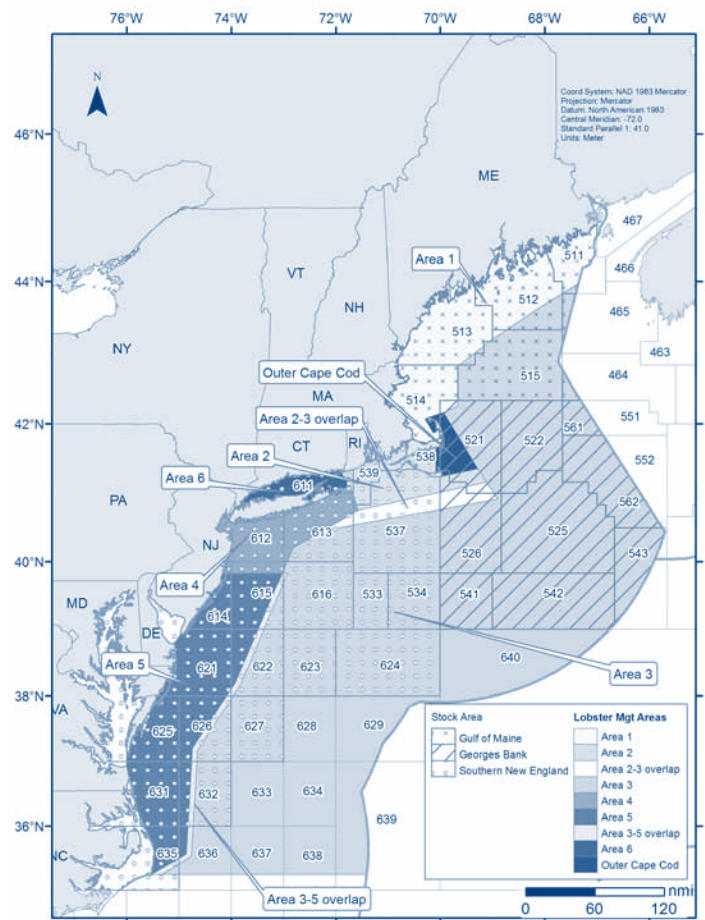 76°W 74°W 72°W 70°W 68°W 66°W
N
Coord System: NAD 1983 Mercator
Projection: Mercator
Datum: North American 1983
Central Meridian: -72.0
Standard Parallel 1: 41.0
Units: Meter
46°N
ME
467
Area 1
511
466
44°N
VT
512
465
NH
513
463
NY
Outer Cape Cod
515
464
MA
514
551
42°N
Area 2-3 overlap
521
522
561
CT
RI
538
552
Area 2
539
Area 6
611
562
PA
613
537
525
NJ
612
526
543
40°N
Area 4
615
616
533
534
541
542
MD
614
DE
Area 5
621
622
623
624
640
Area 3
38°N
VA
625
626
627
628
629
Stock Area
Gulf of Maine
Georges Bank
Southern New England
Lobster Mgt Areas
Area 1
Area 2
Area 2-3 overlap
Area 3
Area 4
Area 5
Area 3-5 overlap
Area 6
Outer Cape Cod
631
632
633
634
36°N
639
NC
635
636
637
638
Area 3-5 overlap
nmi
0 60 120